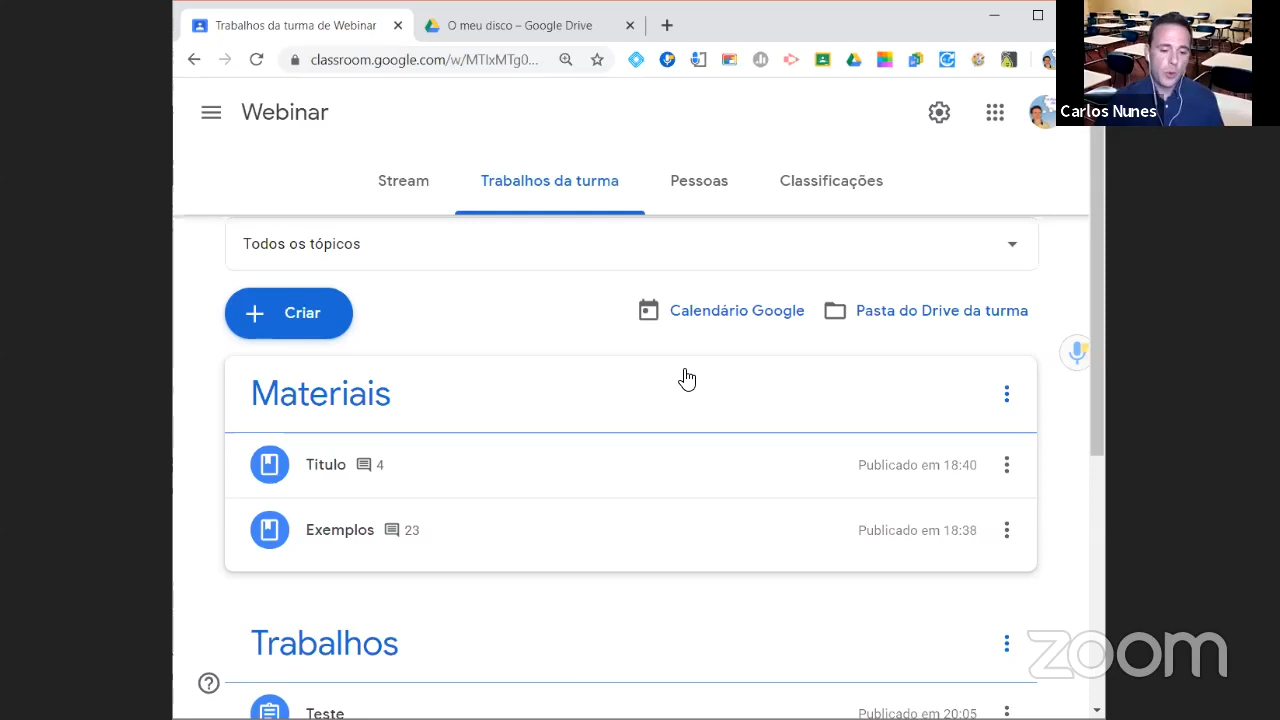 Trabalhos da turma de Webinar
O meu disco – Google Drive
classroom.google.com/w/MTIxMTg0...
Webinar
Carlos Nunes
Stream Trabalhos da turma Pessoas Classificações
Todos os tópicos
Criar
Calendário Google
Pasta do Drive da turma
Materiais
Titulo 4 Publicado em 18:40
Exemplos 23 Publicado em 18:38
Trabalhos
zoom
Teste Publicado em 20:05